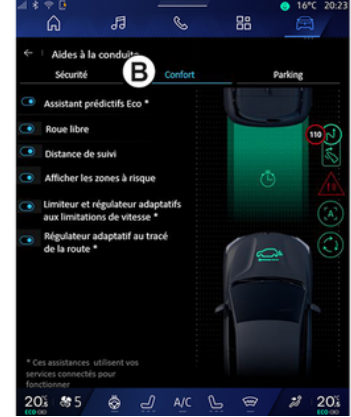 16°C 20:23
← Aides à la conduite
B
Sécurité Confort Parking
Assistant prédictifs Eco *
Roue libre
110
Distance de suivi
Afficher les zones à risque
Limiteur et régulateur adaptatifs
aux limitations de vitesse *
(A)
Régulateur adaptatif au tracé
de la route *
* Ces assistances utilisent vos
services connectés pour
fonctionner
20 5 A/C 20
ECO ECO